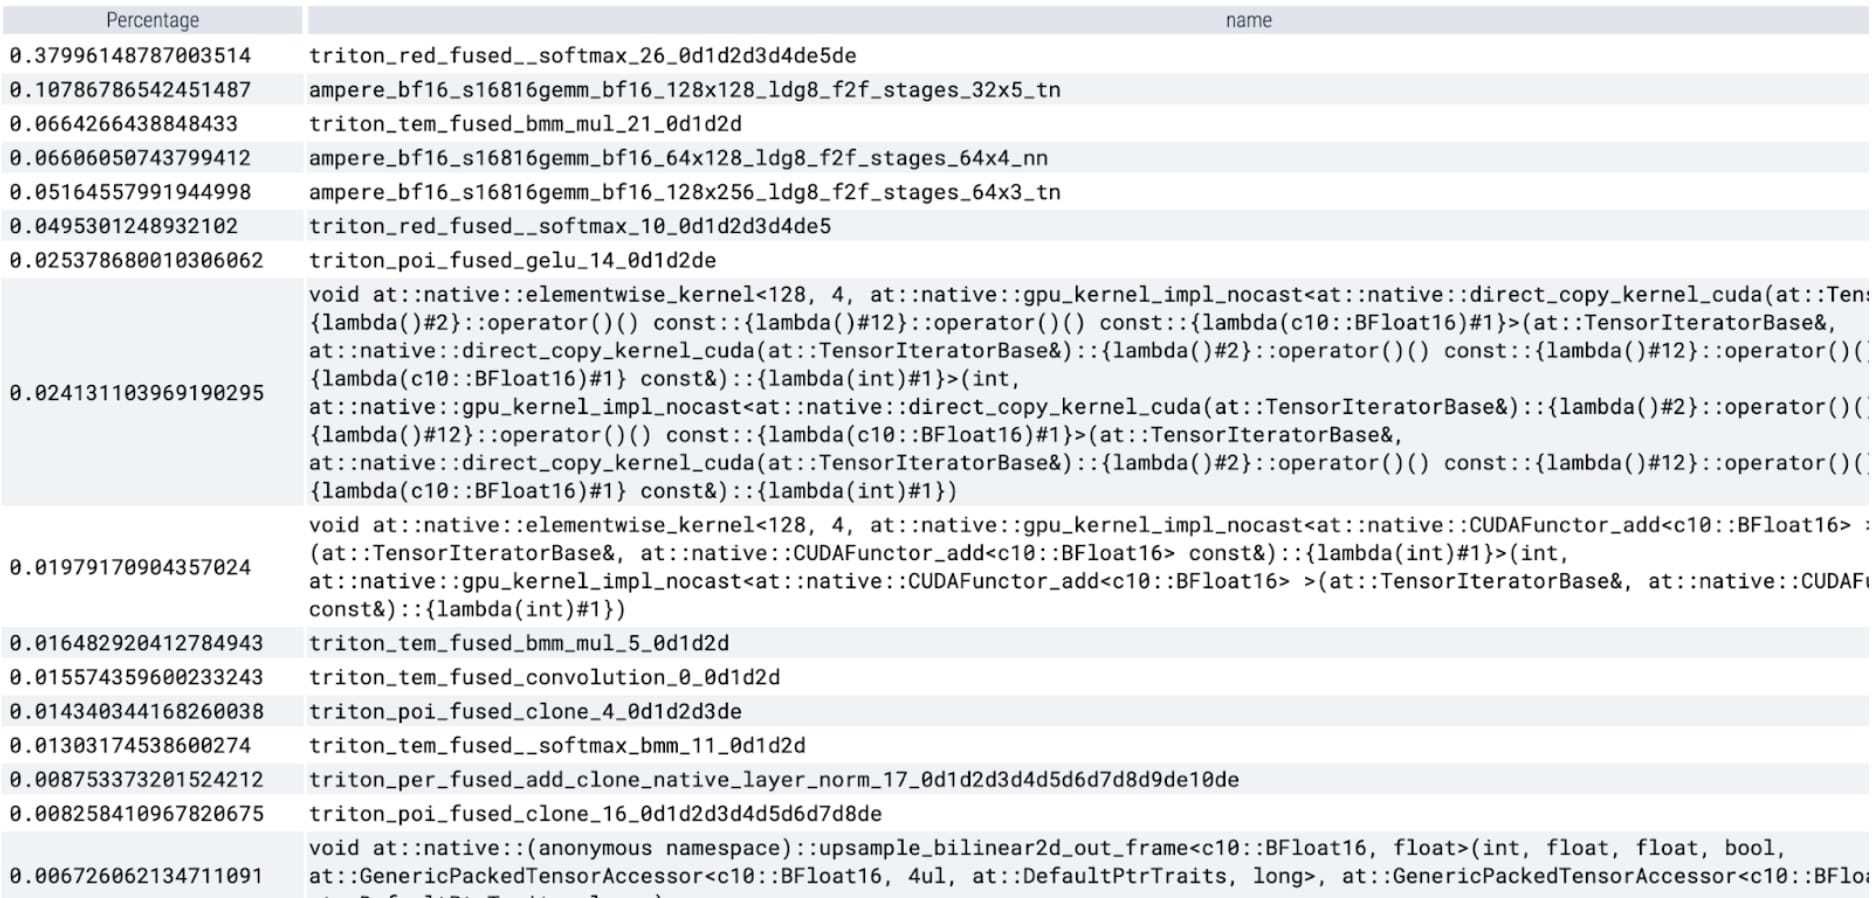 Percentage name
0.37996148787003514 triton_red_fused__softmax_26_0d1d2d3d4de5de
0.10786786542451487 ampere_bf16_s16816gemm_bf16_128x128_ldg8_f2f_stages_32x5_tn
0.0664266438848433 triton_tem_fused_bmm_mul_21_0d1d2d
0.06606050743799412 ampere_bf16_s16816gemm_bf16_64x128_ldg8_f2f_stages_64x4_nn
0.05164557991944998 ampere_bf16_s16816gemm_bf16_128x256_ldg8_f2f_stages_64x3_tn
0.0495301248932102 triton_red_fused__softmax_10_0d1d2d3d4de5
0.025378680010306062 triton_poi_fused_gelu_14_0d1d2de
void at::native::elementwise_kernel<128, 4, at::native::gpu_kernel_impl_nocast<at::native::direct_copy_kernel_cuda(at::Tens
{lambda()#2}::operator()() const::{lambda()#12}::operator()() const::{lambda(c10::BFloat16)#1}>(at::TensorIteratorBase&,
at::native::direct_copy_kernel_cuda(at::TensorIteratorBase&)::{lambda()#2}::operator()() const::{lambda()#12}::operator()()
{lambda(c10::BFloat16)#1} const&)::{lambda(int)#1}>(int,
0.024131103969190295
at::native::gpu_kernel_impl_nocast<at::native::direct_copy_kernel_cuda(at::TensorIteratorBase&)::{lambda()#2}::operator()()
{lambda()#12}::operator()() const::{lambda(c10::BFloat16)#1}>(at::TensorIteratorBase&,
at::native::direct_copy_kernel_cuda(at::TensorIteratorBase&)::{lambda()#2}::operator()() const::{lambda()#12}::operator()()
{lambda(c10::BFloat16)#1} const&)::{lambda(int)#1})
void at::native::elementwise_kernel<128, 4, at::native::gpu_kernel_impl_nocast<at::native::CUDAFunctor_add<c10::BFloat16> >
(at::TensorIteratorBase&, at::native::CUDAFunctor_add<c10::BFloat16> const&)::{lambda(int)#1}>(int,
0.01979170904357024
at::native::gpu_kernel_impl_nocast<at::native::CUDAFunctor_add<c10::BFloat16> >(at::TensorIteratorBase&, at::native::CUDAFu
const&)::{lambda(int)#1})
0.016482920412784943 triton_tem_fused_bmm_mul_5_0d1d2d
0.015574359600233243 triton_tem_fused_convolution_0_0d1d2d
0.014340344168260038 triton_poi_fused_clone_4_0d1d2d3de
0.01303174538600274 triton_tem_fused__softmax_bmm_11_0d1d2d
0.008753373201524212 triton_per_fused_add_clone_native_layer_norm_17_0d1d2d3d4d5d6d7d8d9de10de
0.008258410967820675 triton_poi_fused_clone_16_0d1d2d3d4d5d6d7d8de
void at::native::(anonymous namespace)::upsample_bilinear2d_out_frame<c10::BFloat16, float>(int, float, float, bool,
0.006726062134711091 at::GenericPackedTensorAccessor<c10::BFloat16, 4ul, at::DefaultPtrTraits, long>, at::GenericPackedTensorAccessor<c10::BFloa